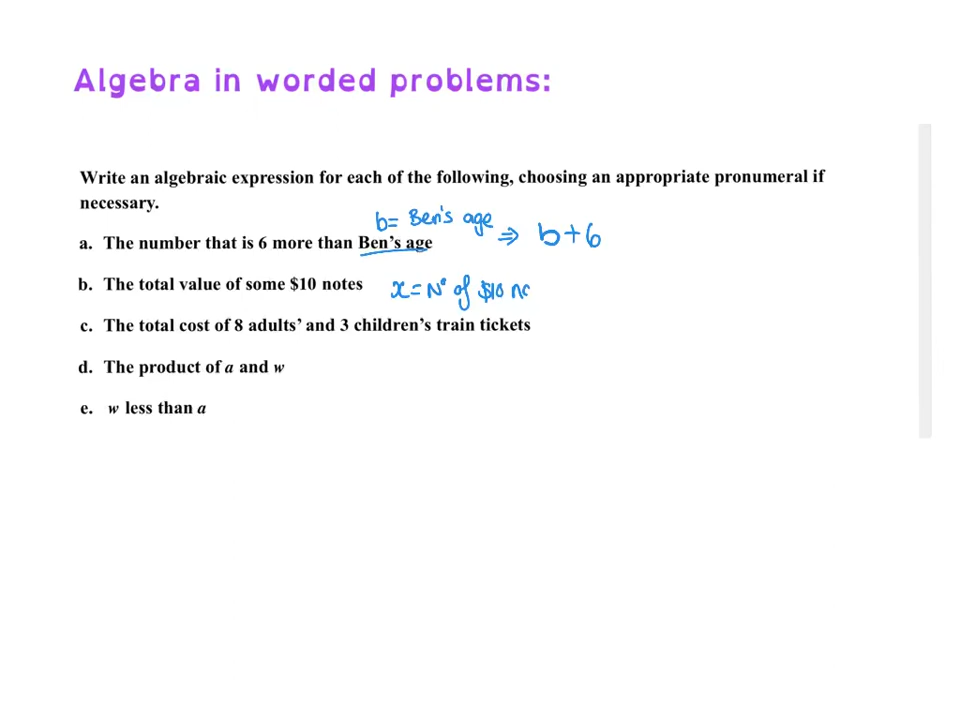 Algebra in worded problems:
Write an algebraic expression for each of the following, choosing an appropriate pronumeral if
necessary.
b= Ben's age
a. The number that is 6 more than Ben's age ⇒ b+6
b. The total value of some $10 notes x=Nº of $10 no
c. The total cost of 8 adults' and 3 children's train tickets
d. The product of a and w
e. w less than a